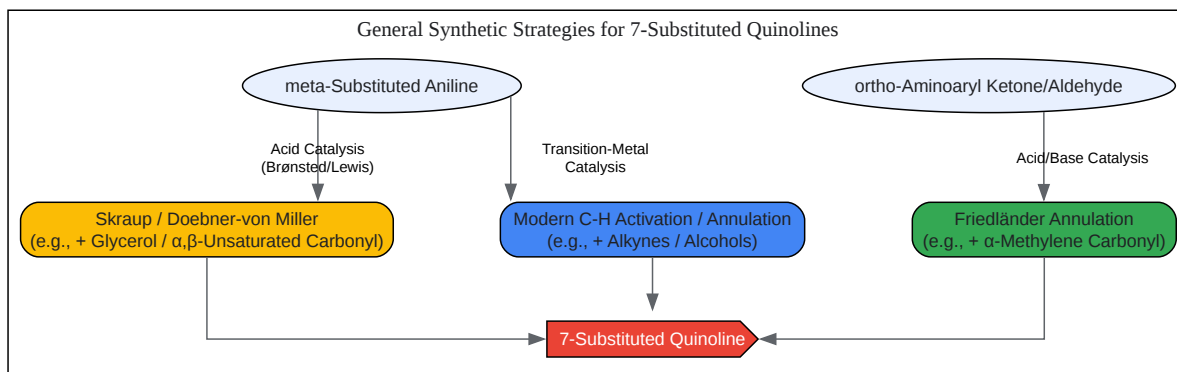 General Synthetic Strategies for 7-Substituted Quinolines
meta-Substituted Aniline
ortho-Aminoaryl Ketone/Aldehyde
Acid Catalysis
(Brønsted/Lewis)
Transition-Metal
Catalysis
Acid/Base Catalysis
Skraup / Doebner-von Miller
(e.g., + Glycerol / α,β-Unsaturated Carbonyl)
Modern C-H Activation / Annulation
(e.g., + Alkynes / Alcohols)
Friedländer Annulation
(e.g., + α-Methylene Carbonyl)
7-Substituted Quinoline